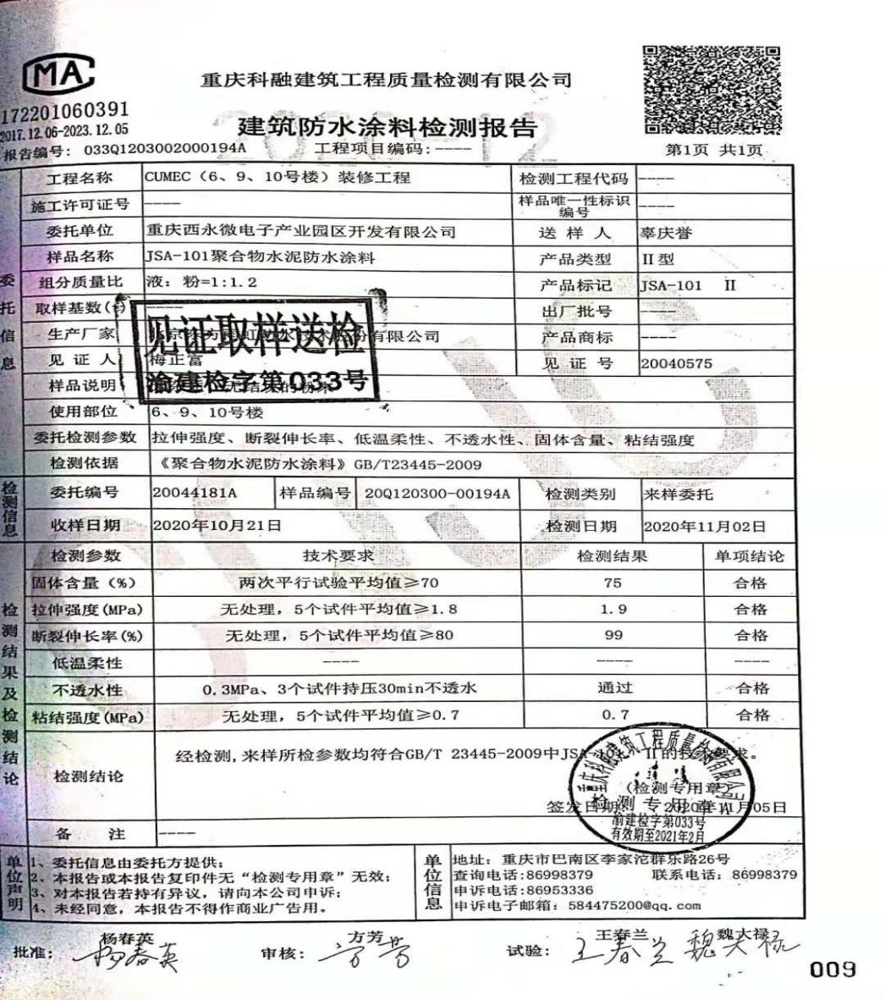 MA
172201060391
2017.12.06-2023.12.05
重庆科融建筑工程质量检测有限公司
建筑防水涂料检测报告
报告编号: 033Q1203002000194A 工程项目编码:---- 第1页 共1页
工程名称 CUMEC(6、9、10号楼)装修工程 检测工程代码 ----
施工许可证号 ---- 样品唯一性标识编号 ----
委托单位 重庆西永微电子产业园区开发有限公司 送样人 辜庆誉
样品名称 JSA-101聚合物水泥防水涂料 产品类型 II型
委托信息
组分质量比 液: 粉=1:1.2 产品标记 JSA-101 II
取样基数 ---- 出厂批号 ----
生产厂家 有限公司 产品商标 ----
见证取样送检
渝建检字第033号
见证人 梅正富 见证号 20040575
样品说明
使用部位 6、9、10号楼
委托检测参数 拉伸强度、断裂伸长率、低温柔性、不透水性、固体含量、粘结强度
检测依据 《聚合物水泥防水涂料》GB/T23445-2009
检测信息
委托编号 20044181A 样品编号 20Q120300-00194A 检测类别 来样委托
收样日期 2020年10月21日 检测日期 2020年11月02日
检测结果及检测结论
检测参数 技术要求 检测结果 单项结论
固体含量(%) 两次平行试验平均值≥70 75 合格
拉伸强度(MPa) 无处理, 5个试件平均值≥1.8 1.9 合格
断裂伸长率(%) 无处理, 5个试件平均值≥80 99 合格
低温柔性 ---- ---- ----
不透水性 0.3MPa、3个试件持压30min不透水 通过 合格
粘结强度(MPa) 无处理, 5个试件平均值≥0.7 0.7 合格
检测结论 经检测,来样所检参数均符合GB/T 23445-2009中JSA-101 II的技术要求。
(检测专用章)
签发日期: 2020年11月05日
重庆科融建筑工程质量检测有限公司
检测专用章
渝建检字第033号
有效期至2021年2月
备注 ----
单位声明
1、委托信息由委托方提供;
2、本报告或本报告复印件无“检测专用章”无效;
3、对本报告若持有异议, 请向本公司申诉;
4、未经同意, 本报告不得作商业广告用。
单位信息
地址: 重庆市巴南区李家沱群乐路26号
查询电话:86998379 联系电话: 86998379
申诉电话:86953336
申诉电子邮箱: 584475200@qq.com
批准: 杨春英 审核: 方芳 试验: 王春兰 魏大禄
杨春英 方芳 王春兰 魏大禄
009